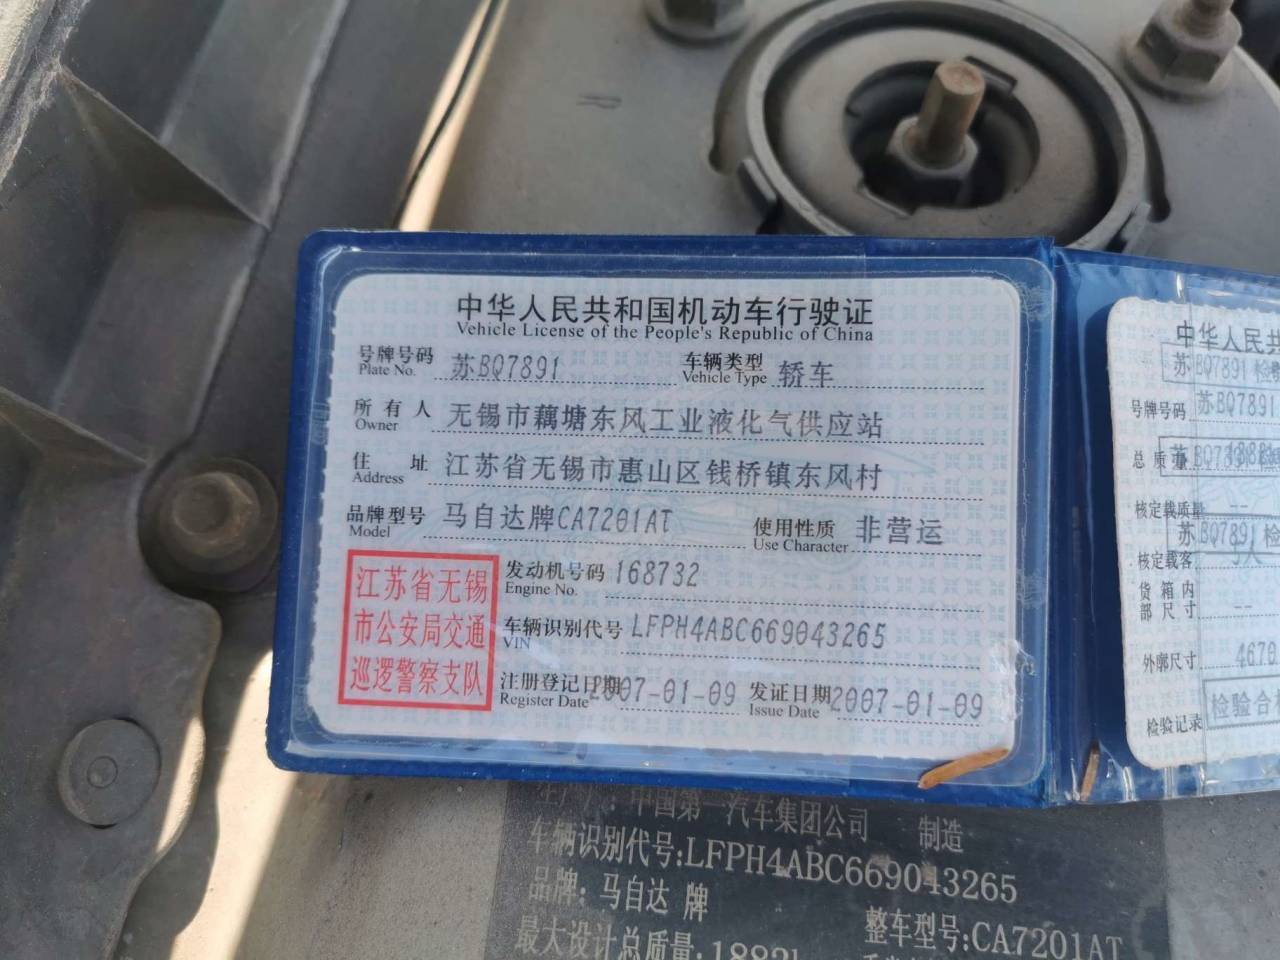 中华人民共和国机动车行驶证
Vehicle License of the People's Republic of China
号牌号码 苏BQ7891 车辆类型 轿车
Plate No. Vehicle Type
所有人 无锡市藕塘东风工业液化气供应站
Owner
住址 江苏省无锡市惠山区钱桥镇东风村
Address
品牌型号 马自达牌CA7201AT 使用性质 非营运
Model Use Character
江苏省无锡
市公安局交通
巡逻警察支队
发动机号码 168732
Engine No.
车辆识别代号 LFPH4ABC669043265
VIN
注册登记日期 2007-01-09 发证日期 2007-01-09
Register Date Issue Date
中华人民共
苏BQ7891 检
号牌号码 苏BQ7891
总质量
核定载质量 --
苏BQ7891 检
核定载客 5人
货箱内
部尺寸 --
外廓尺寸 4670
检验合
检验记录
中国第一汽车集团公司 制造
车辆识别代号:LFPH4ABC669043265
品牌: 马自达 牌 整车型号:CA7201AT
最大设计总质量: